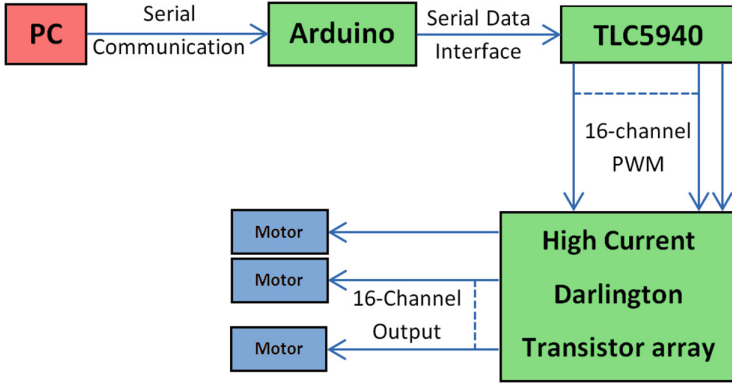 PC
Serial
Communication
Arduino
Serial Data
Interface
TLC5940
16-channel
PWM
High Current
Darlington
Transistor array
Motor
Motor
16-Channel
Output
Motor